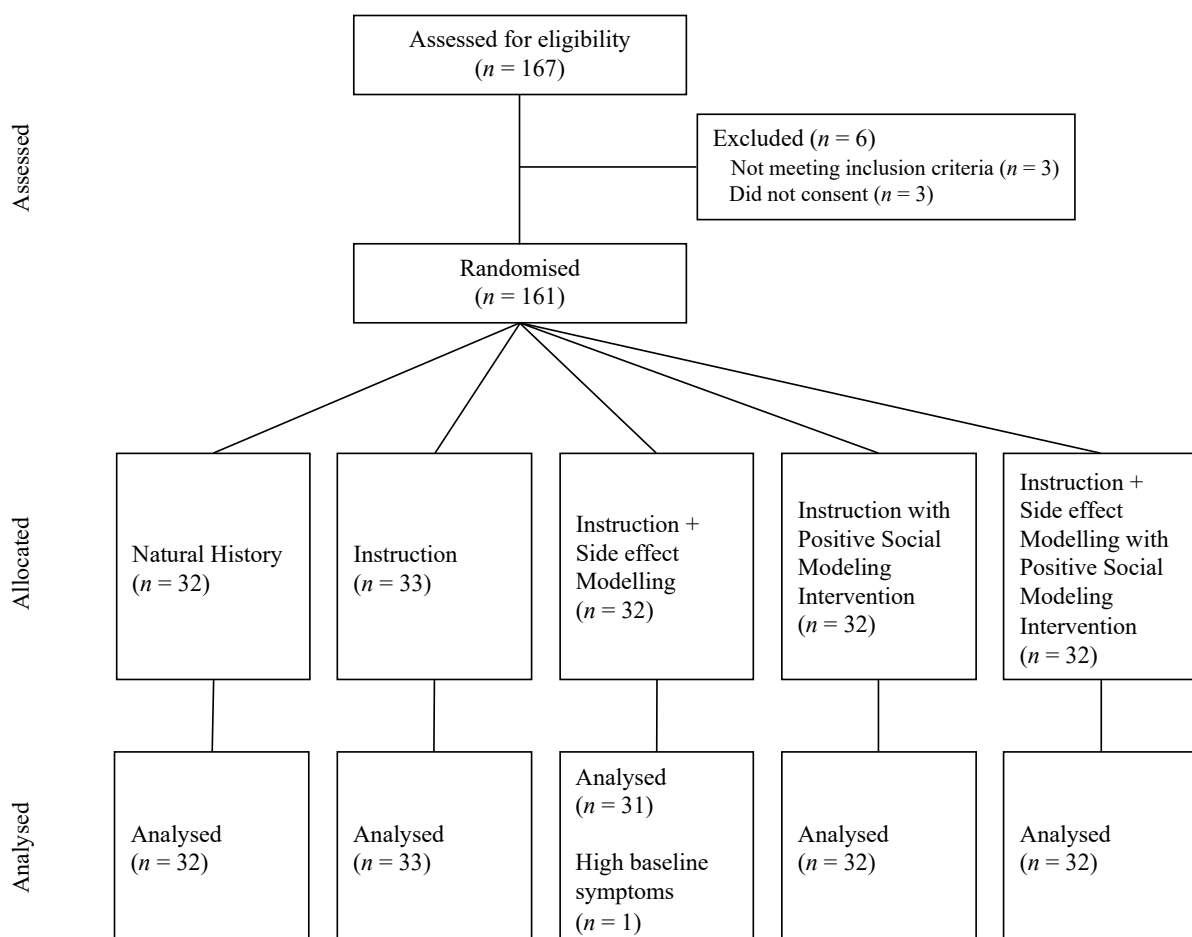 Assessed for eligibility
(n = 167)
Assessed
Excluded (n = 6)
Not meeting inclusion criteria (n = 3)
Did not consent (n = 3)
Randomised
(n = 161)
Allocated
Natural History
(n = 32)
Instruction
(n = 33)
Instruction +
Side effect
Modelling
(n = 32)
Instruction with
Positive Social
Modeling
Intervention
(n = 32)
Instruction +
Side effect
Modelling with
Positive Social
Modeling
Intervention
(n = 32)
Analysed
Analysed
(n = 32)
Analysed
(n = 33)
Analysed
(n = 31)
High baseline
symptoms
(n = 1)
Analysed
(n = 32)
Analysed
(n = 32)